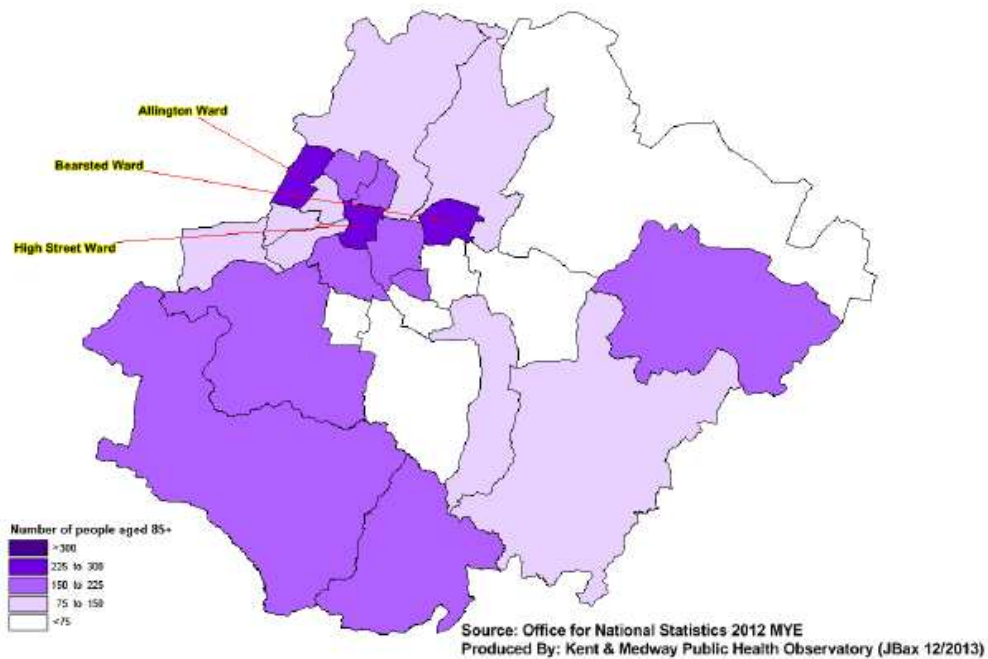 Allington Ward
Bearsted Ward
High Street Ward
Number of people aged 85+
>300
225 to 300
150 to 225
75 to 150
<75
Source: Office for National Statistics 2012 MYE
Produced By: Kent & Medway Public Health Observatory (JBax 12/2013)